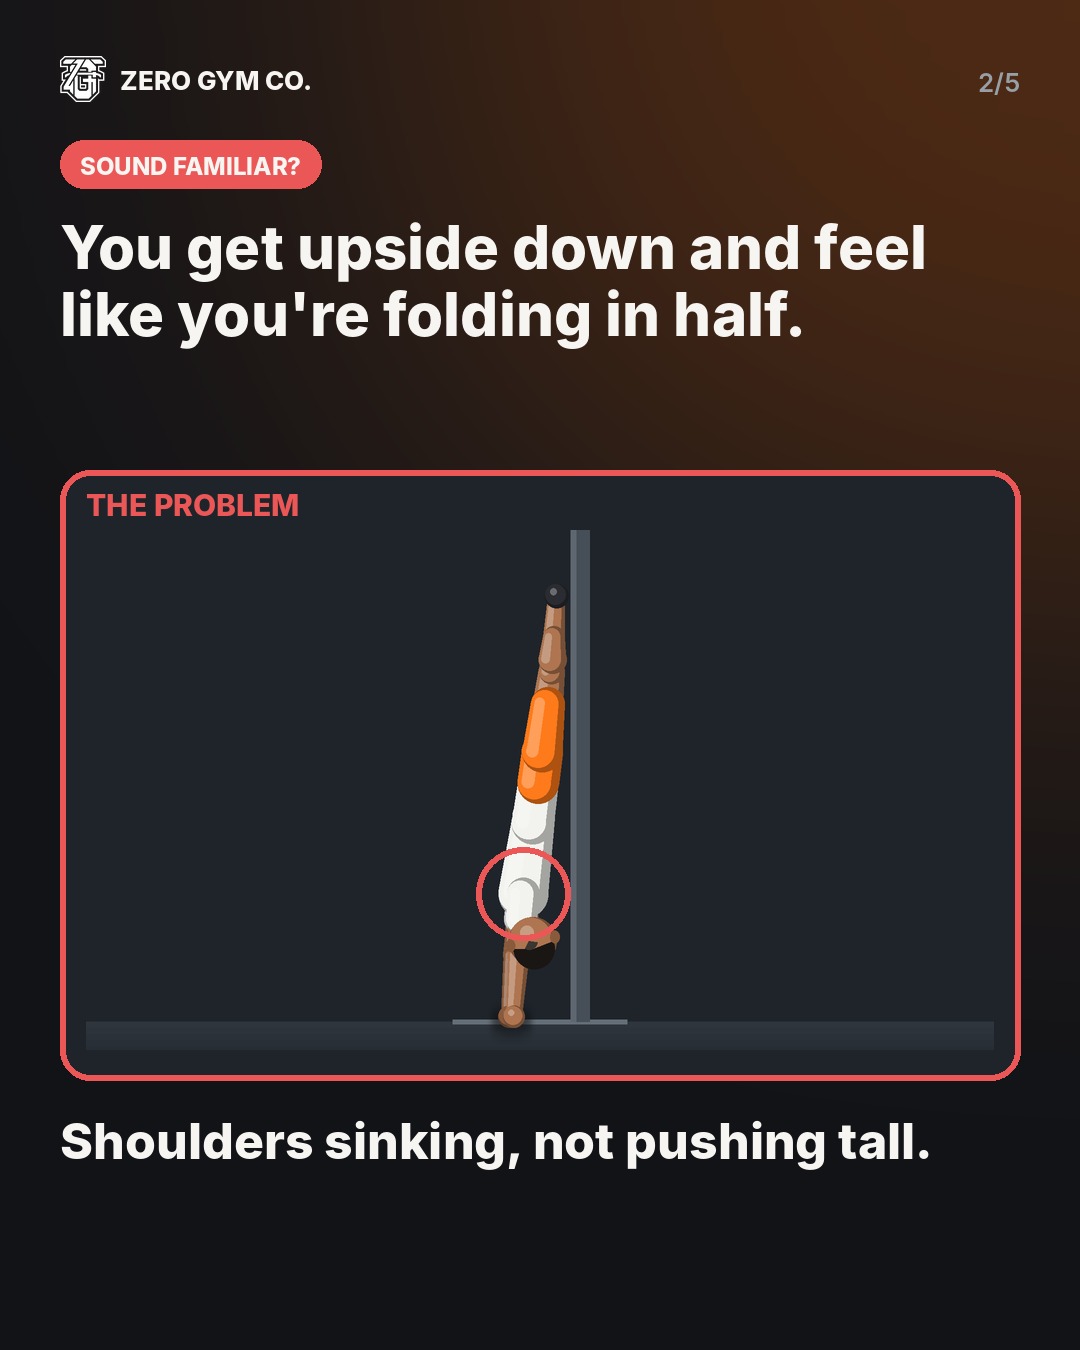 ZERO GYM CO.
2/5
SOUND FAMILIAR?
You get upside down and feel
like you're folding in half.
THE PROBLEM
Shoulders sinking, not pushing tall.